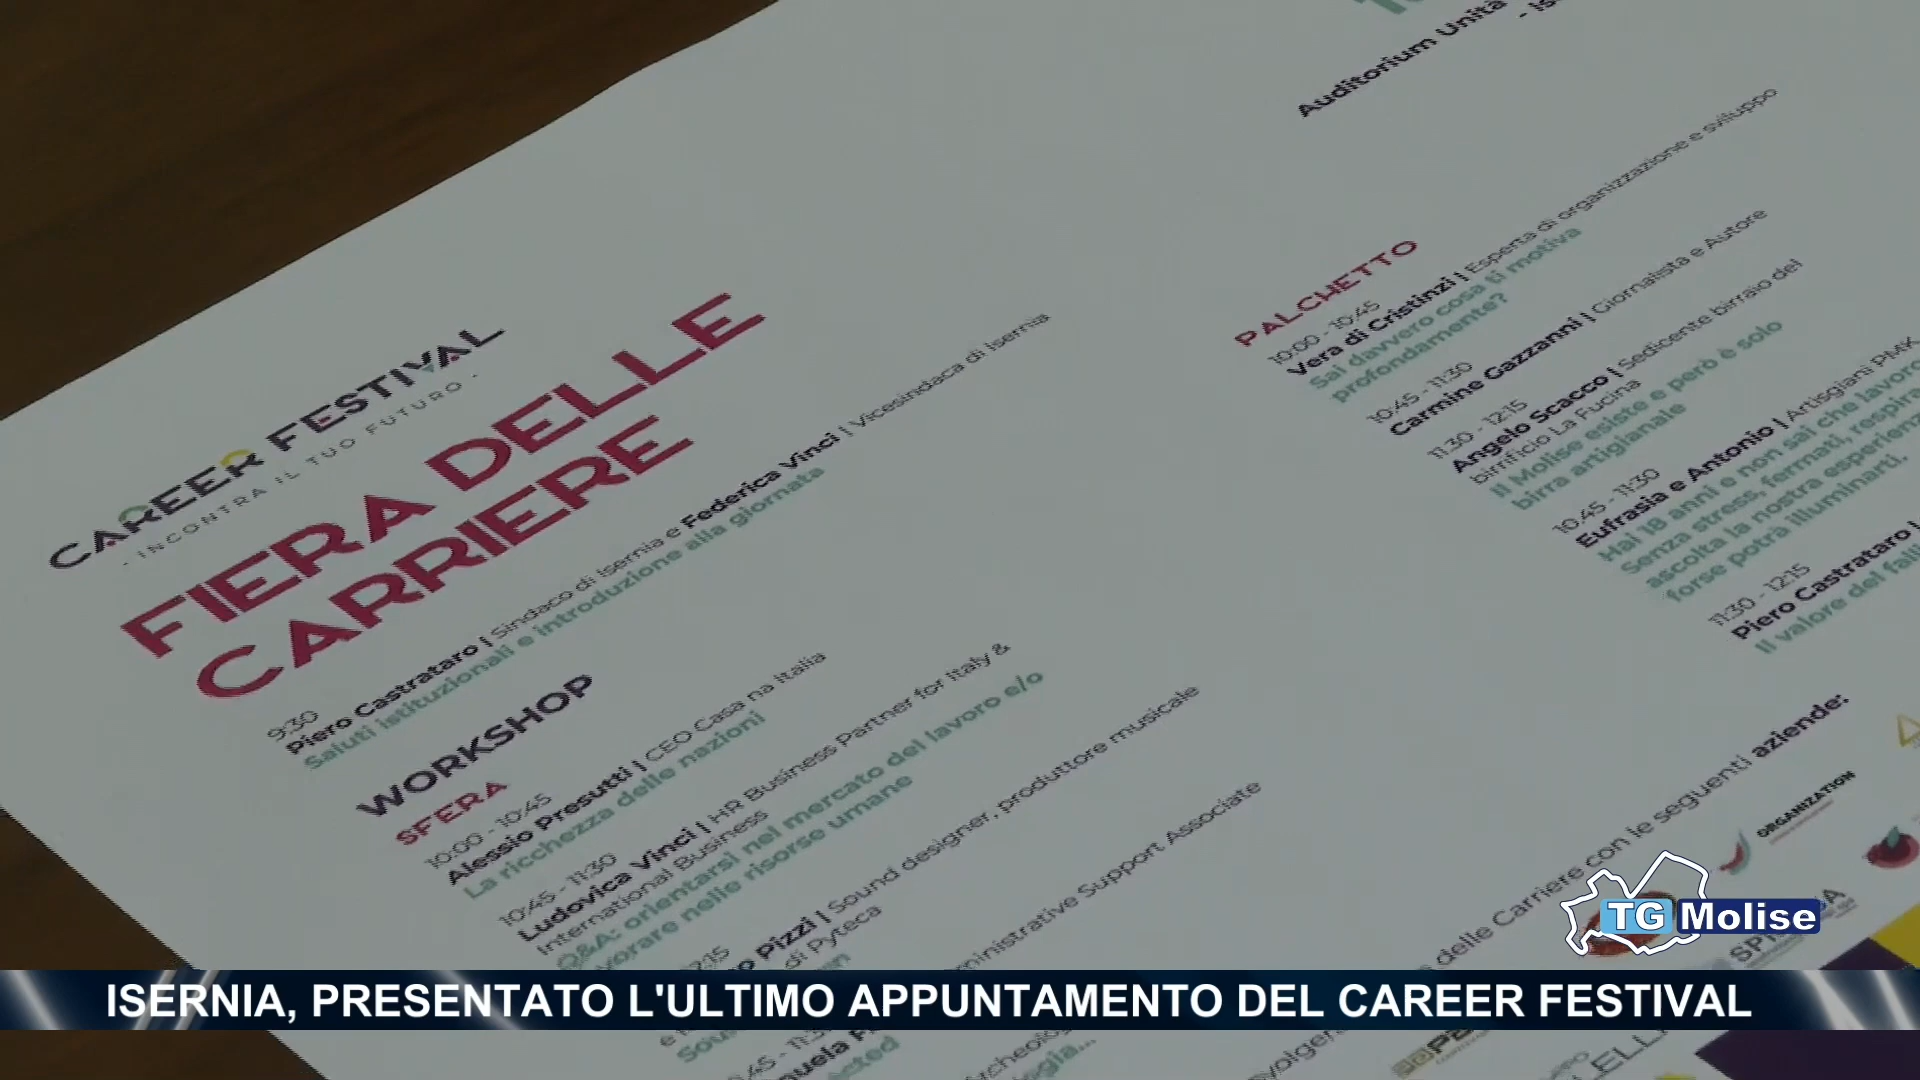 CAREER FESTIVAL
- INCONTRA IL TUO FUTURO -
FIERA DELLE
CARRIERE
9:30
Piero Castrataro | Sindaco di Isernia e Federica Vinci | Vicesindaca di Isernia
Saluti istituzionali e introduzione alla giornata
WORKSHOP
SFERA
10:00 - 10:45
Alessio Presutti | CEO Casa na Italia
La ricchezza delle nazioni
10:45 - 11:30
Ludovica Vinci | HR Business Partner for Italy &
International Business
Q&A: orientarsi nel mercato del lavoro e/o
lavorare nelle risorse umane
12:15
Pizzi | Sound designer, produttore musicale
di Pyteca
Administrative Support Associate
Auditorium Unità
PALCHETTO
10:00 - 10:45
Vera di Cristinzi | Esperta di organizzazione e sviluppo
Sai davvero cosa ti motiva
profondamente?
10:45 - 11:30
Carmine Gazzanni | Giornalista e Autore
11:30 - 12:15
Angelo Scacco | Sedicente birraio del
birrificio La Fucina
Il Molise esiste e però è solo
birra artigianale
10:45 - 11:30
Eufrasia e Antonio | Artisgiani PMK
Mai 18 anni e non sai che lavoro
Senza stress, fermati, respira
ascolta la nostra esperienza
forse potrà illuminarti.
11:30 - 12:15
Piero Castrataro |
Il valore del
delle Carriere con le seguenti aziende:
ORGANIZATION
TG Molise
ISERNIA, PRESENTATO L'ULTIMO APPUNTAMENTO DEL CAREER FESTIVAL